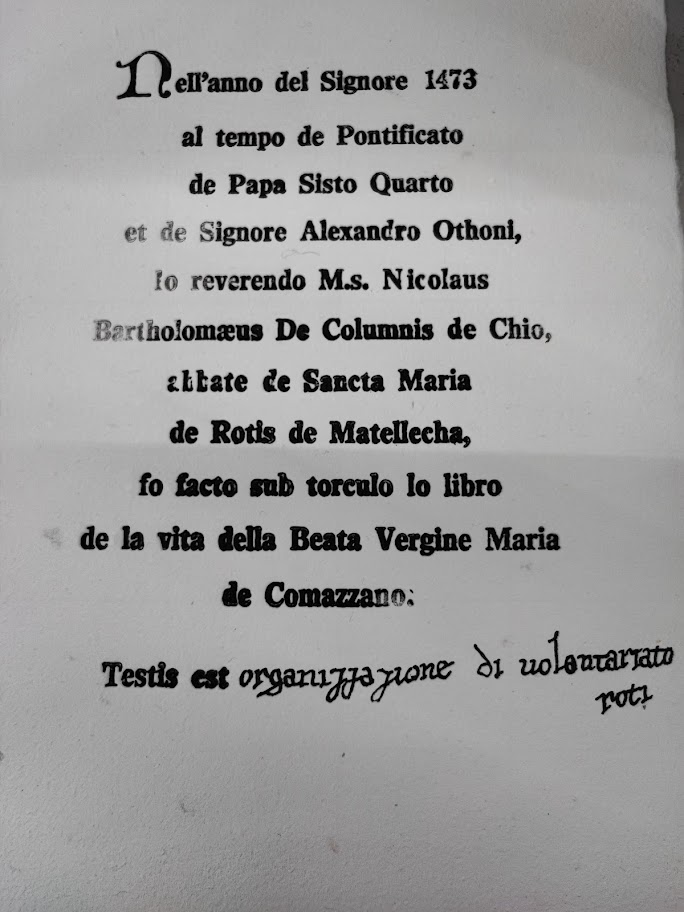 Nell'anno del Signore 1473
al tempo de Pontificato
de Papa Sisto Quarto
et de Signore Alexandro Othoni,
lo reverendo M.s. Nicolaus
Bartholomæus De Columnis de Chio,
abbate de Sancta Maria
de Rotis de Matellecha,
fo facto sub torculo lo libro
de la vita della Beata Vergine Maria
de Comazzano:
Testis est organizzazione di volontariato
roti